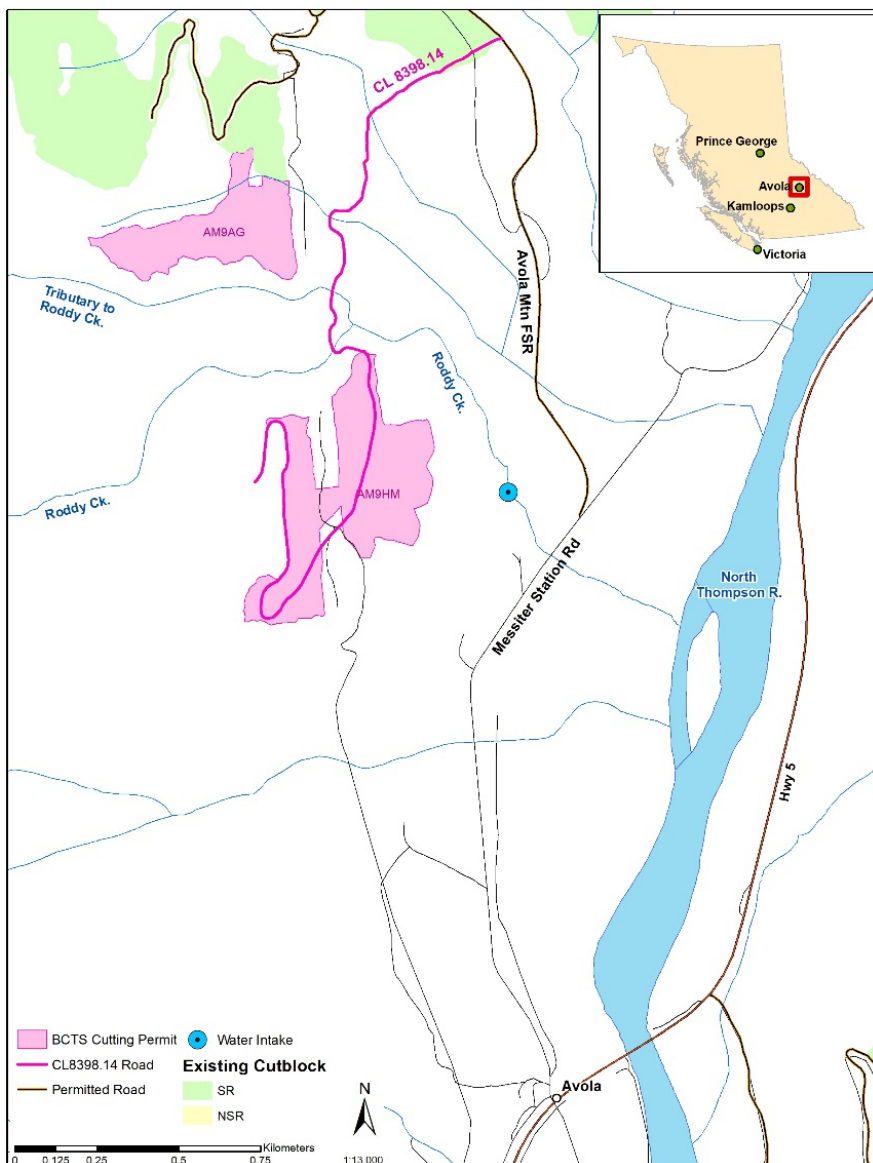 CL 8398.14
Prince George
Avola
Kamloops
Victoria
AM9AG
Tributary to
Roddy Ck.
Avola Mtn FSR
Roddy Ck.
AM9HM
Roddy Ck.
Messiter Station Rd
North
Thompson R.
Hwy 5
BCTS Cutting Permit
Water Intake
CL8398.14 Road
Existing Cutblock
Permitted Road
SR
NSR
N
Avola
Kilometers
0 0.125 0.25 0.5 0.75
1:13,000